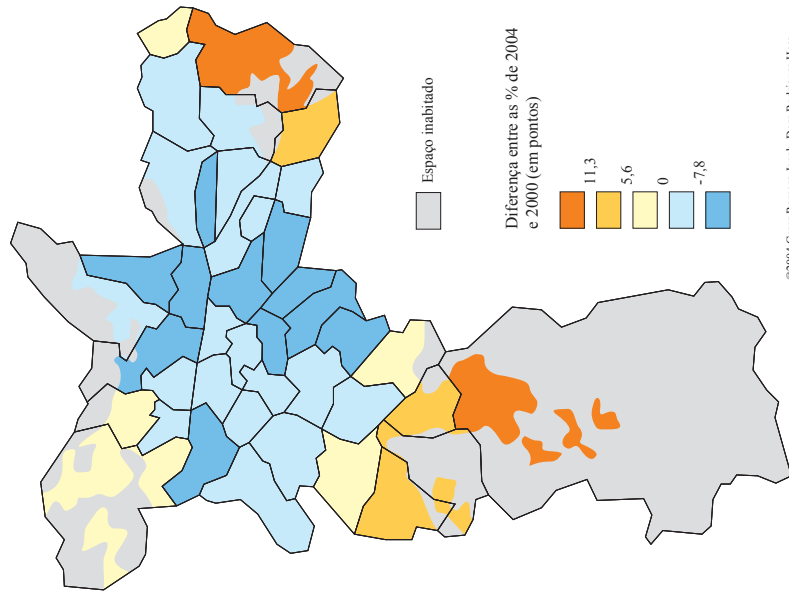 Espaço inabitado
Diferença entre as % de 2004
e 2000 (em pontos)
11,3
5,6
0
-7,8